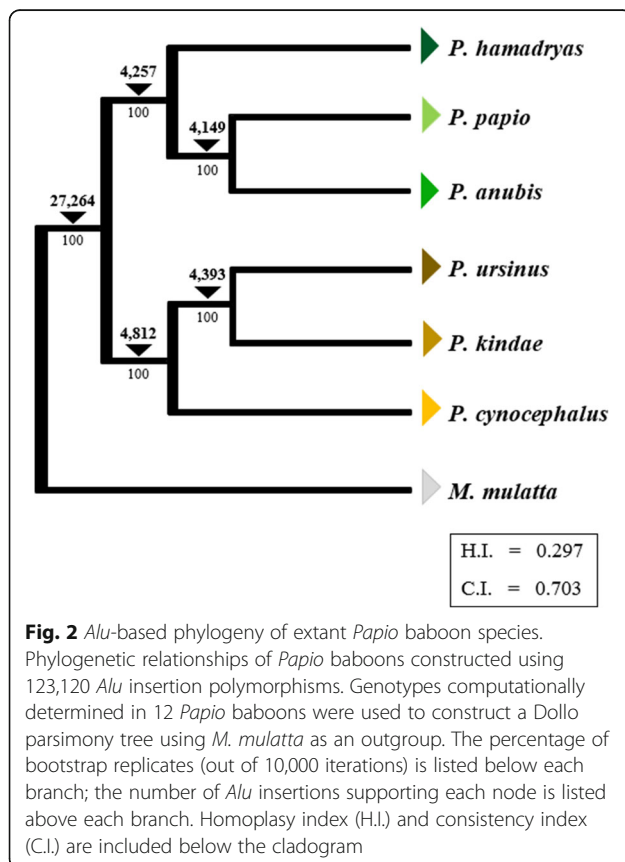 4,257
100
P. hamadryas
4,149
100
P. papio
P. anubis
27,264
100
4,393
100
P. ursinus
4,812
100
P. kindae
P. cynocephalus
M. mulatta
H.I. = 0.297
C.I. = 0.703
Fig. 2 Alu-based phylogeny of extant Papio baboon species.
Phylogenetic relationships of Papio baboons constructed using
123,120 Alu insertion polymorphisms. Genotypes computationally
determined in 12 Papio baboons were used to construct a Dollo
parsimony tree using M. mulatta as an outgroup. The percentage of
bootstrap replicates (out of 10,000 iterations) is listed below each
branch; the number of Alu insertions supporting each node is listed
above each branch. Homoplasy index (H.I.) and consistency index
(C.I.) are included below the cladogram